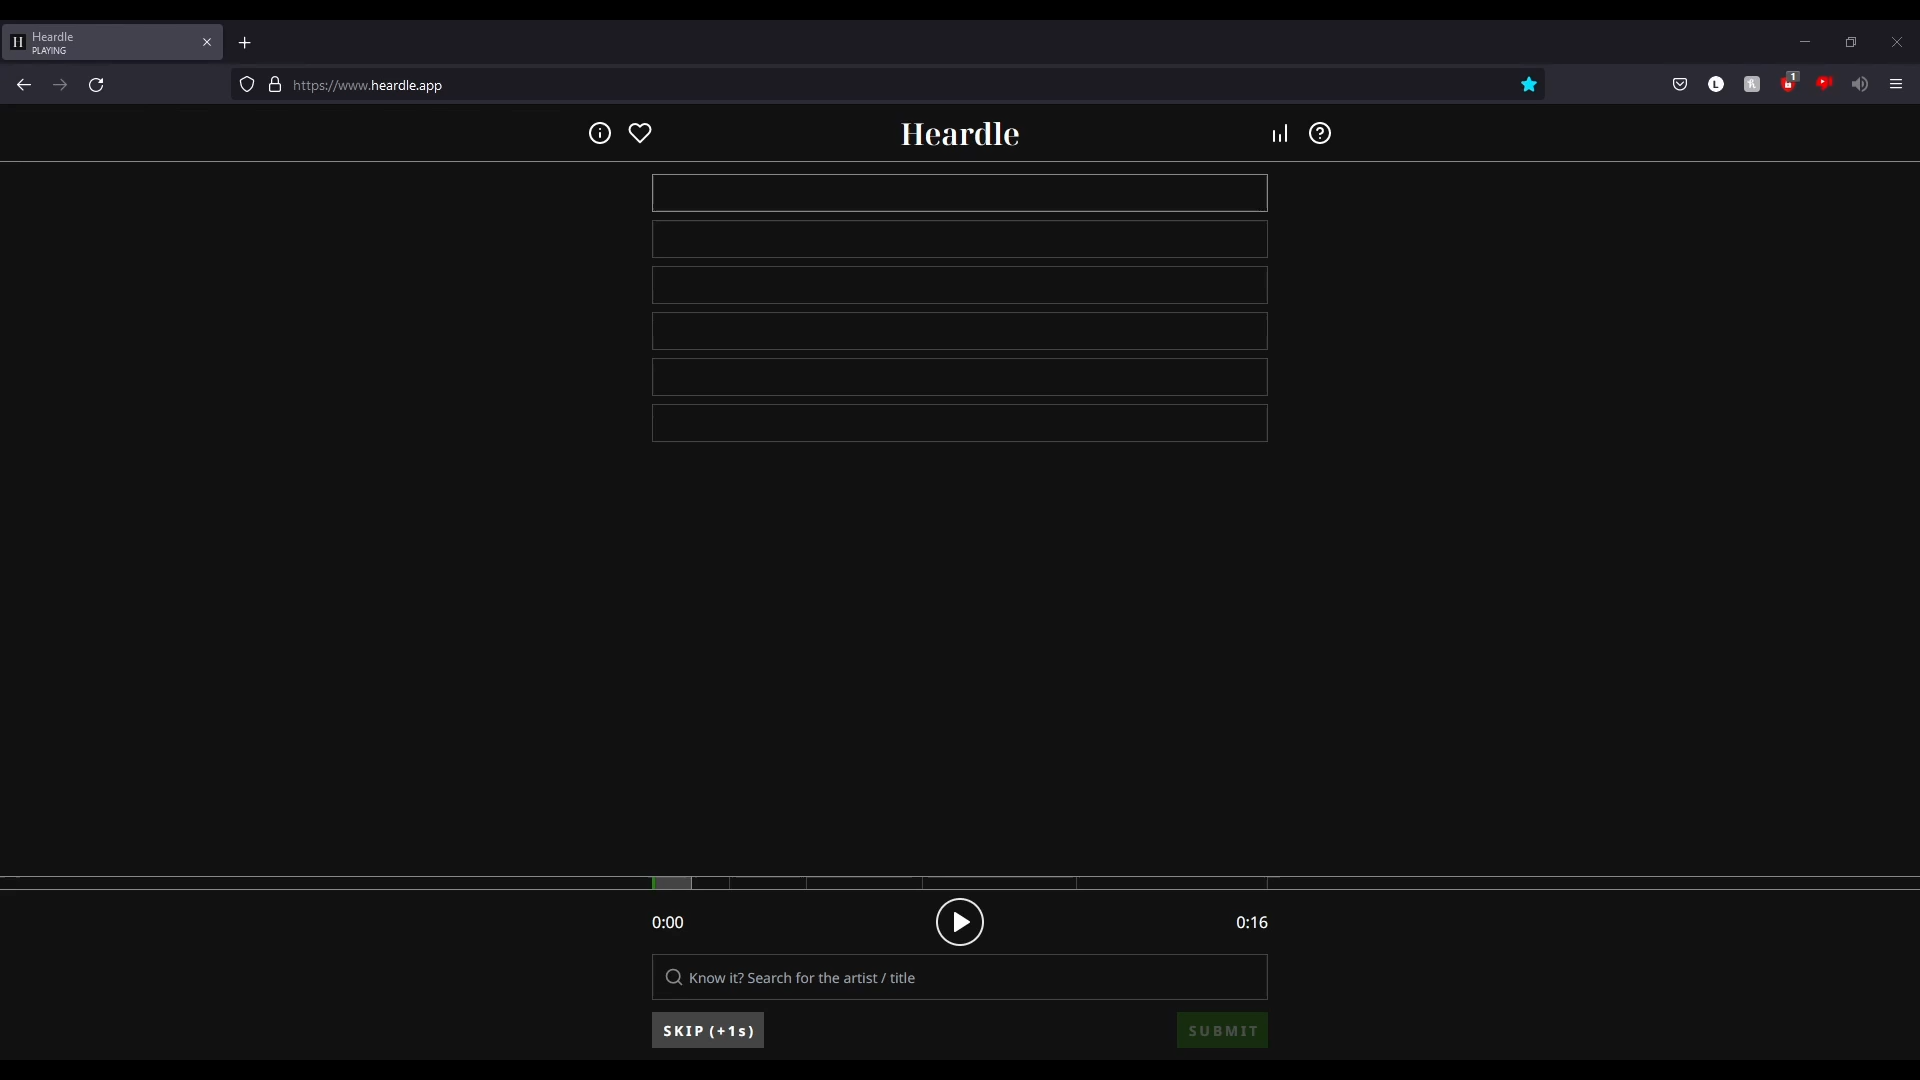 Heardle
PLAYING
https://www.heardle.app
1
Heardle
0:00
0:16
Know it? Search for the artist / title
SKIP (+1s)
SUBMIT